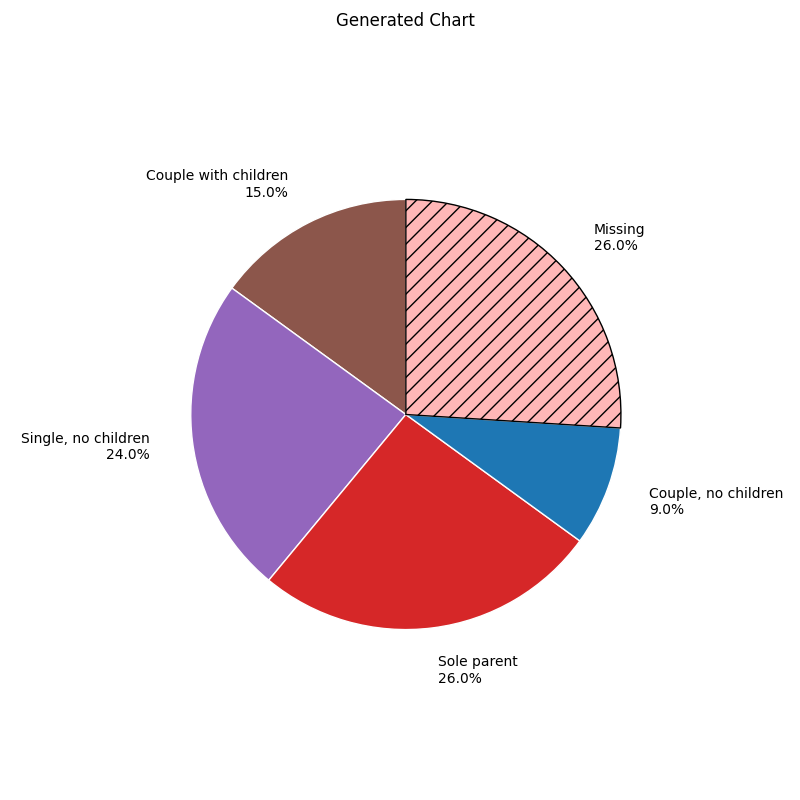 Generated Chart
Couple with children
15.0%
Missing
26.0%
Single, no children
24.0%
Couple, no children
9.0%
Sole parent
26.0%